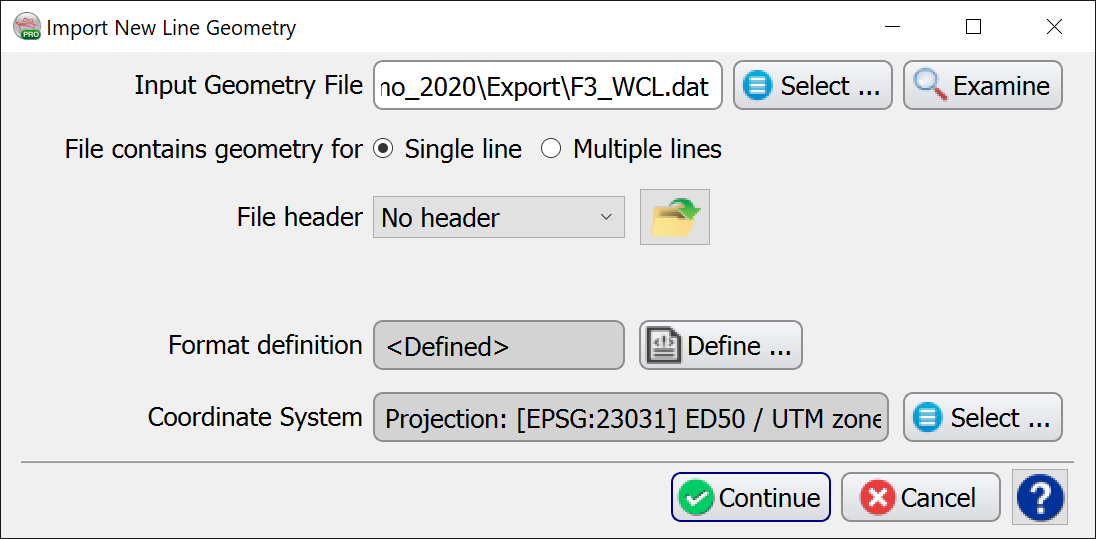 PRO Import New Line Geometry
Input Geometry File no_2020\Export\F3_WCL.dat Select ... Examine
File contains geometry for Single line Multiple lines
File header No header
Format definition <Defined> Define ...
Coordinate System Projection: [EPSG:23031] ED50 / UTM zone Select ...
Continue Cancel ?